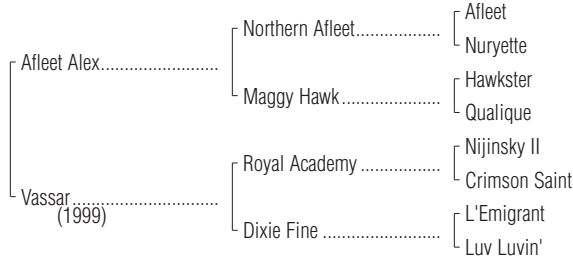 Afleet
Northern Afleet
Nuryette
Afleet Alex
Hawkster
Maggy Hawk
Qualique
Nijinsky II
Royal Academy
Crimson Saint
Vassar
(1999)
L'Emigrant
Dixie Fine
Luv Luvin'